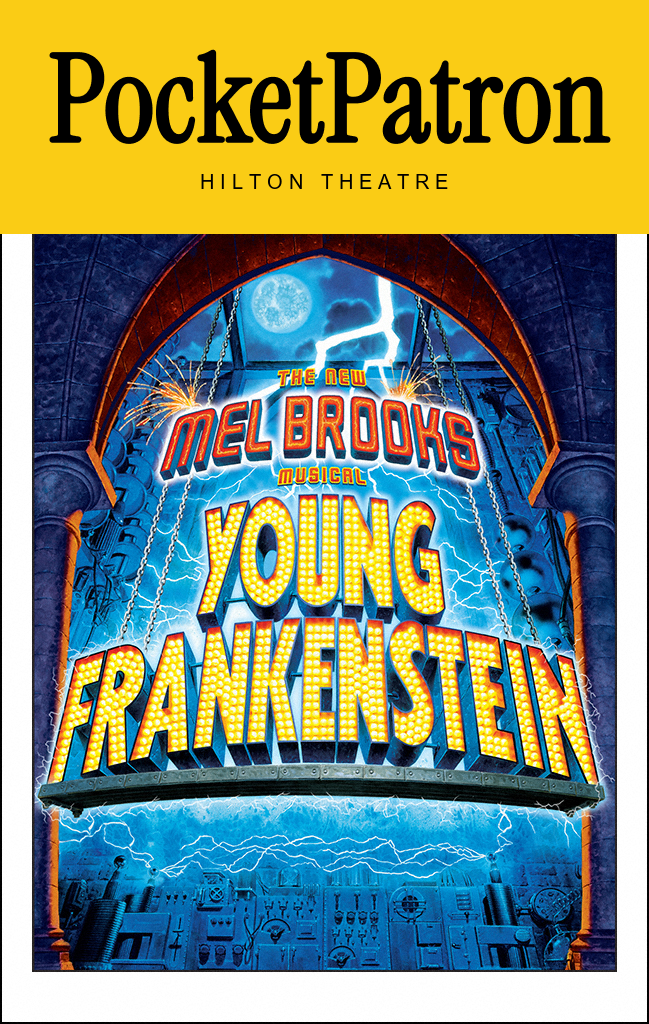 PocketPatron
HILTON THEATRE
THE NEW
MEL BROOKS
MUSICAL
YOUNG
FRANKENSTEIN